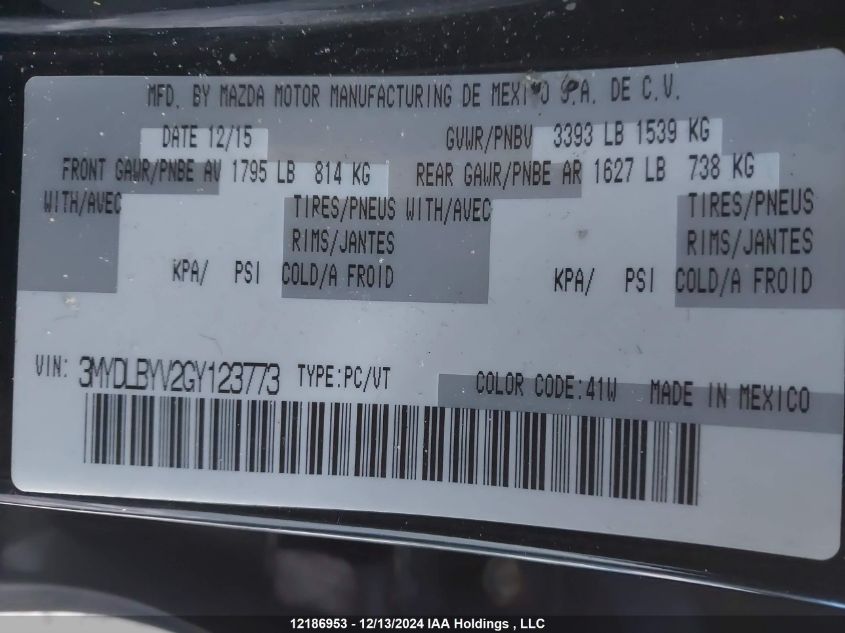 MFD. BY MAZDA MOTOR MANUFACTURING DE MEXICO S.A. DE C.V.
DATE 12/15 GVWR/PNBV 3393 LB 1539 KG
FRONT GAWR/PNBE AV 1795 LB 814 KG REAR GAWR/PNBE AR 1627 LB 738 KG
WITH/AVEC TIRES/PNEUS WITH/AVEC TIRES/PNEUS
RIMS/JANTES RIMS/JANTES
KPA/ PSI COLD/A FROID KPA/ PSI COLD/A FROID
VIN: 3MYDLBYV2GY123773 TYPE:PC/VT COLOR CODE:41W MADE IN MEXICO
12186953 - 12/13/2024 IAA Holdings , LLC